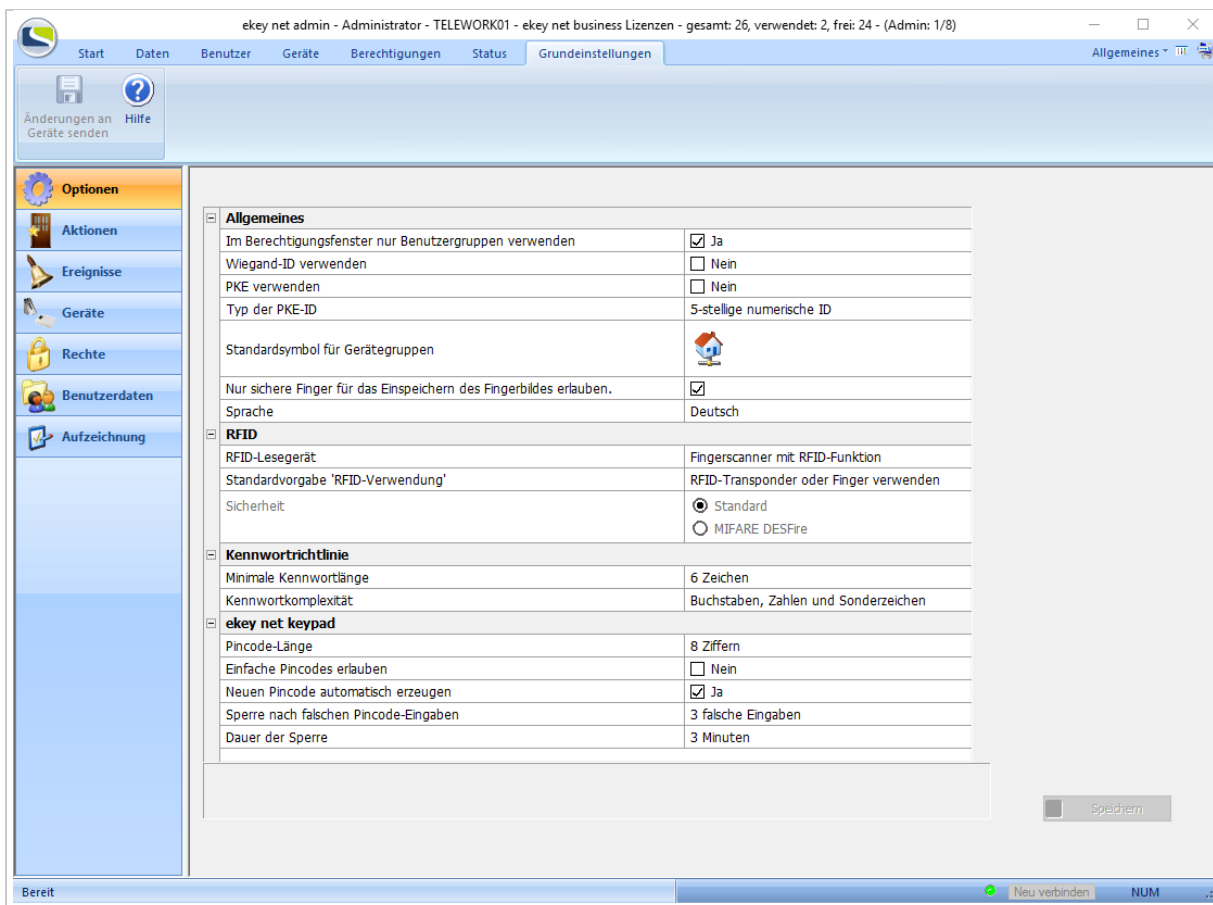 ekey net admin - Administrator - TELEWORK01 - ekey net business Lizenzen - gesamt: 26, verwendet: 2, frei: 24 - (Admin: 1/8)
Start Daten Benutzer Geräte Berechtigungen Status Grundeinstellungen Allgemeines
Änderungen an Geräte senden
Hilfe
Optionen
Aktionen
Ereignisse
Geräte
Rechte
Benutzerdaten
Aufzeichnung
Allgemeines
Im Berechtigungsfenster nur Benutzergruppen verwenden Ja
Wiegand-ID verwenden Nein
PKE verwenden Nein
Typ der PKE-ID 5-stellige numerische ID
Standardsymbol für Gerätegruppen
Nur sichere Finger für das Einspeichern des Fingerbildes erlauben.
Sprache Deutsch
RFID
RFID-Lesegerät Fingerscanner mit RFID-Funktion
Standardvorgabe 'RFID-Verwendung' RFID-Transponder oder Finger verwenden
Sicherheit Standard
MIFARE DESFire
Kennwortrichtlinie
Minimale Kennwortlänge 6 Zeichen
Kennwortkomplexität Buchstaben, Zahlen und Sonderzeichen
ekey net keypad
Pincode-Länge 8 Ziffern
Einfache Pincodes erlauben Nein
Neuen Pincode automatisch erzeugen Ja
Sperre nach falschen Pincode-Eingaben 3 falsche Eingaben
Dauer der Sperre 3 Minuten
Speichern
Bereit Neu verbinden NUM